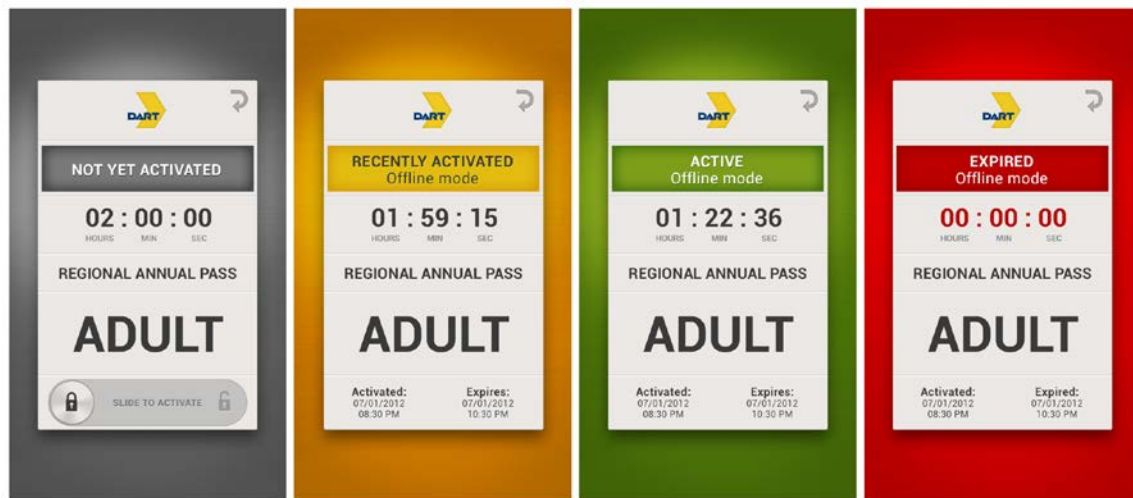 DART
NOT YET ACTIVATED
02 : 00 : 00
HOURS MIN SEC
REGIONAL ANNUAL PASS
ADULT
SLIDE TO ACTIVATE
DART
RECENTLY ACTIVATED
Offline mode
01 : 59 : 15
HOURS MIN SEC
REGIONAL ANNUAL PASS
ADULT
Activated: Expires:
07/01/2012 07/01/2012
08:30 PM 10:30 PM
DART
ACTIVE
Offline mode
01 : 22 : 36
HOURS MIN SEC
REGIONAL ANNUAL PASS
ADULT
Activated: Expires:
07/01/2012 07/01/2012
08:30 PM 10:30 PM
DART
EXPIRED
Offline mode
00 : 00 : 00
HOURS MIN SEC
REGIONAL ANNUAL PASS
ADULT
Activated: Expired:
07/01/2012 07/01/2012
08:30 PM 10:30 PM